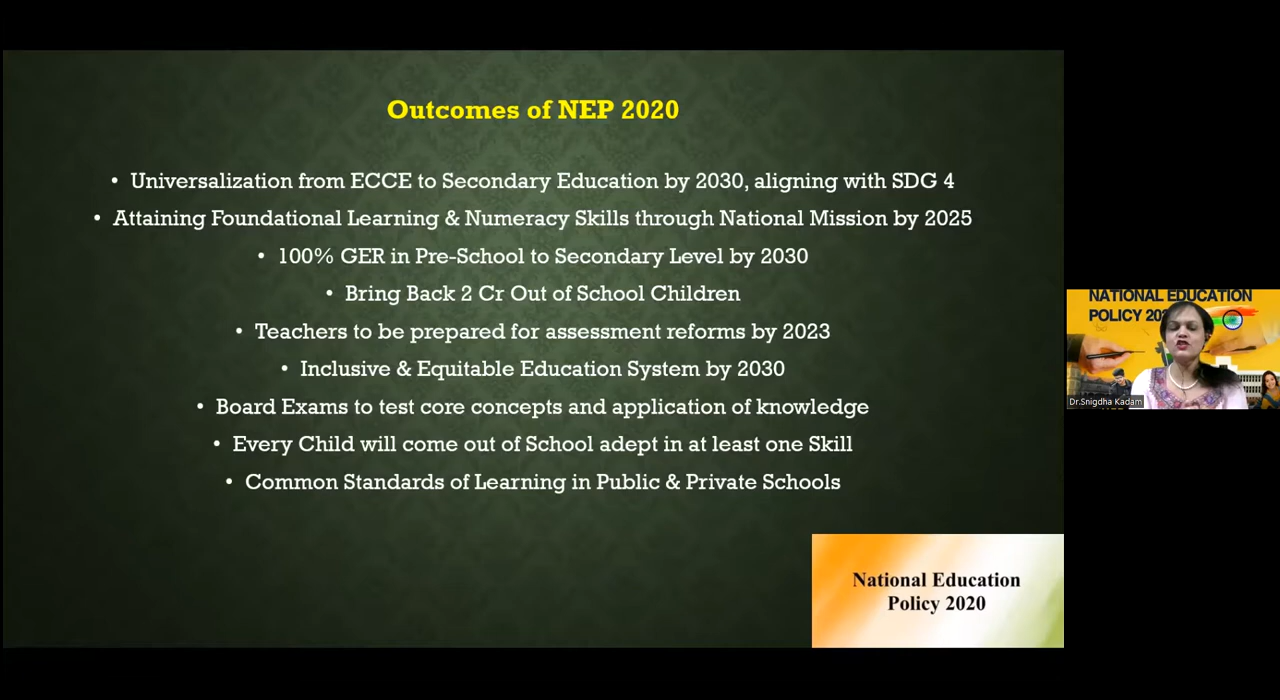 Outcomes of NEP 2020
• Universalization from ECCE to Secondary Education by 2030, aligning with SDG 4
• Attaining Foundational Learning & Numeracy Skills through National Mission by 2025
• 100% GER in Pre-School to Secondary Level by 2030
• Bring Back 2 Cr Out of School Children
• Teachers to be prepared for assessment reforms by 2023
• Inclusive & Equitable Education System by 2030
• Board Exams to test core concepts and application of knowledge
• Every Child will come out of School adept in at least one Skill
• Common Standards of Learning in Public & Private Schools
National Education
Policy 2020
NATIONAL EDUCATION
POLICY
Dr.Snigdha Kadam